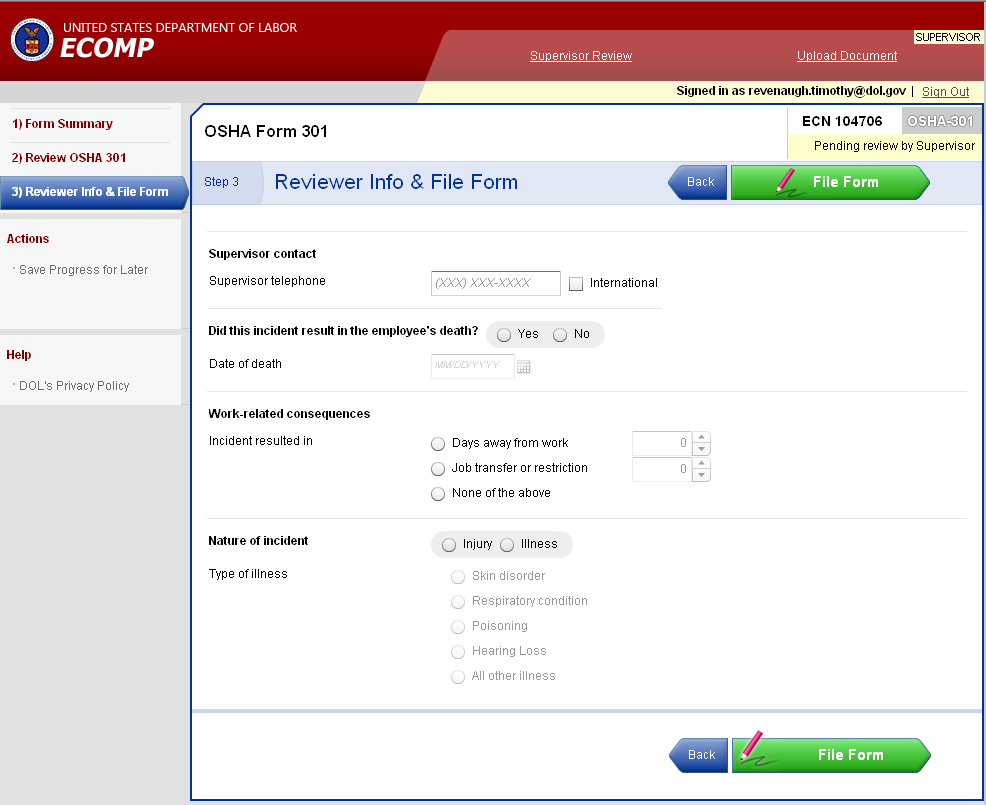 UNITED STATES DEPARTMENT OF LABOR
ECOMP
SUPERVISOR
Supervisor Review
Upload Document
Signed in as revenaugh.timothy@dol.gov | Sign Out
1) Form Summary
2) Review OSHA 301
3) Reviewer Info & File Form
Actions
Save Progress for Later
Help
DOL's Privacy Policy
OSHA Form 301
ECN 104706
OSHA-301
Pending review by Supervisor
Step 3
Reviewer Info & File Form
Back
File Form
Supervisor contact
Supervisor telephone
(XXX) XXX-XXXX
International
Did this incident result in the employee's death?
Yes
No
Date of death
MM/DD/YYYY
Work-related consequences
Incident resulted in
Days away from work
0
Job transfer or restriction
0
None of the above
Nature of incident
Injury
Illness
Type of illness
Skin disorder
Respiratory condition
Poisoning
Hearing Loss
All other illness
Back
File Form